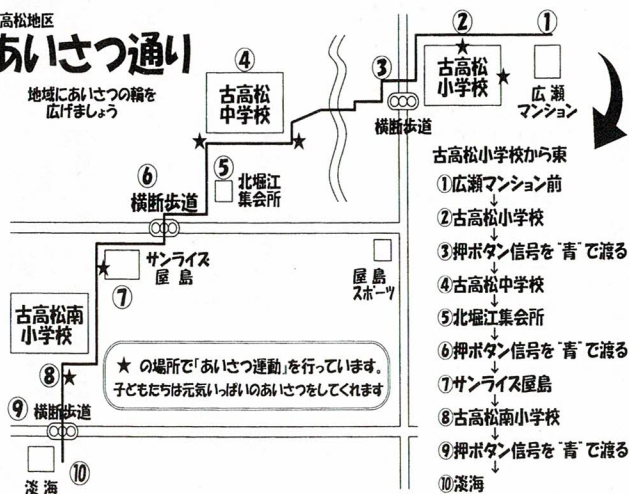 高松地区
あいさつ通り
地域にあいさつの輪を
広げましょう
④
古高松
中学校
③
横断歩道
②
古高松
小学校
①
広瀬
マンション
⑤
北堀江
集会所
⑥
横断歩道
サンライズ
屋島
⑦
屋島
スポーツ
古高松南
小学校
⑧
⑨ 横断歩道
⑩
淡海
★の場所で「あいさつ運動」を行っています。
子どもたちは元気いっぱいのあいさつをしてくれます
古高松小学校から東
①広瀬マンション前
↓
②古高松小学校
↓
③押ボタン信号を"青"で渡る
↓
④古高松中学校
↓
⑤北堀江集会所
↓
⑥押ボタン信号を"青"で渡る
↓
⑦サンライズ屋島
↓
⑧古高松南小学校
↓
⑨押ボタン信号を"青"で渡る
↓
⑩淡海